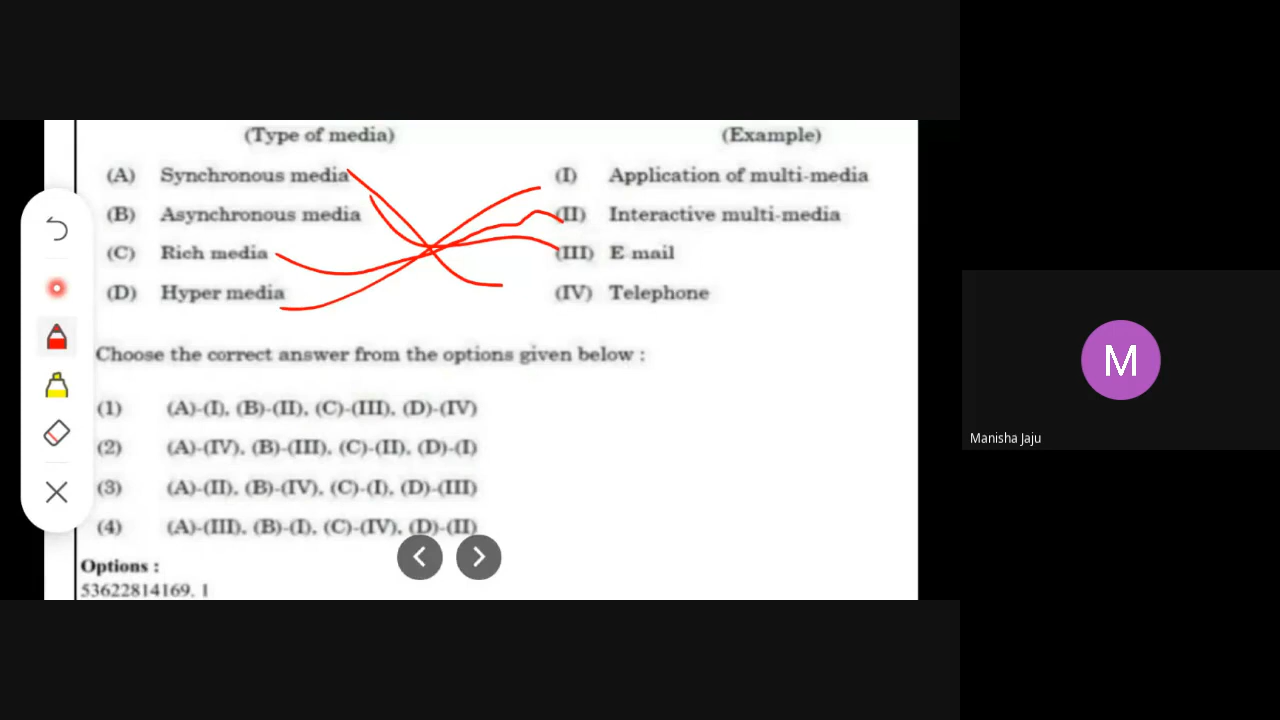 (Type of media) (Example)
(A) Synchronous media (I) Application of multi-media
(B) Asynchronous media (II) Interactive multi-media
(C) Rich media (III) E mail
(D) Hyper media (IV) Telephone
Choose the correct answer from the options given below :
(1) (A)-(I), (B)-(II), (C)-(III), (D)-(IV)
(2) (A)-(IV), (B)-(III), (C)-(II), (D)-(I)
(3) (A)-(II), (B)-(IV), (C)-(I), (D)-(III)
(4) (A)-(III), (B)-(I), (C)-(IV), (D)-(II)
Options :
53622814169. 1
M
Manisha Jaju